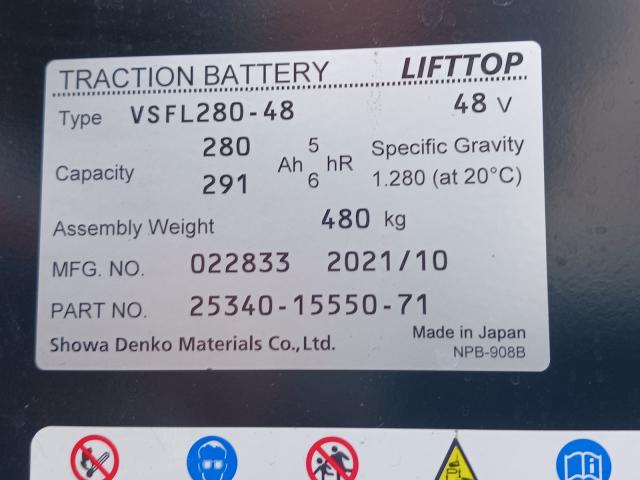 TRACTION BATTERY LIFTTOP
Type VSFL280-48 48 V
Capacity 280 Ah 5 hR Specific Gravity
291 6 1.280 (at 20°C)
Assembly Weight 480 kg
MFG. NO. 022833 2021/10
PART NO. 25340-15550-71
Showa Denko Materials Co.,Ltd. Made in Japan
NPB-908B